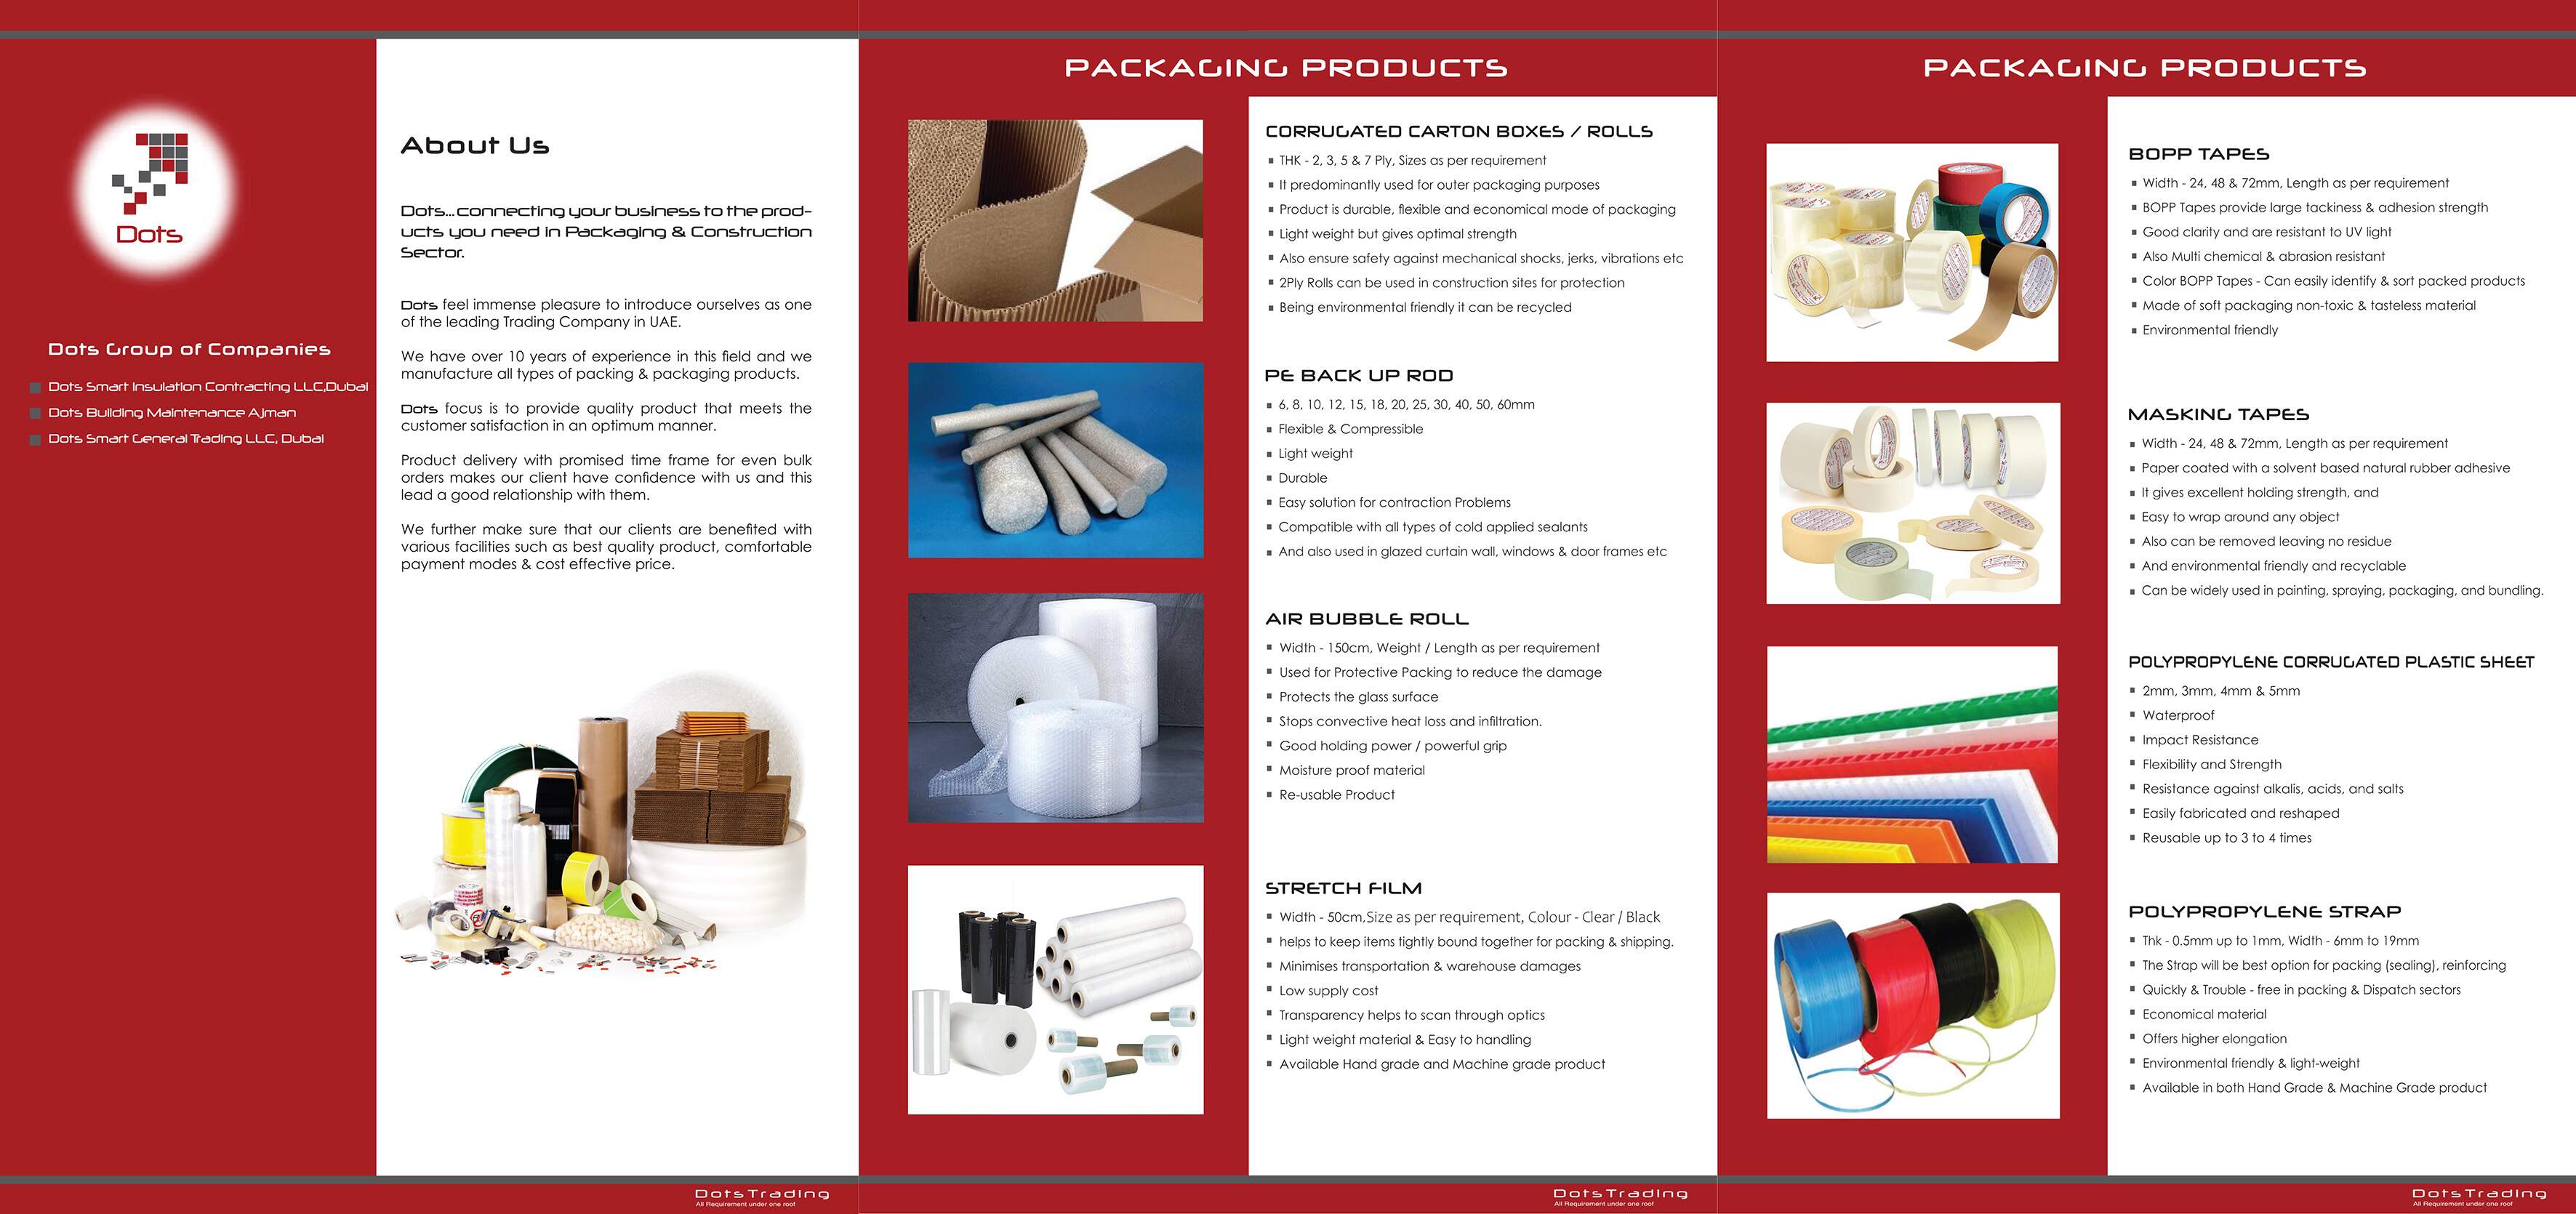 Dots
Dots Group of Companies
Dots Smart Insulation Contracting LLC,Dubai
Dots Building Maintenance Ajman
Dots Smart General Trading LLC, Dubai
About Us
Dots... connecting your business to the prod-
ucts you need in Packaging & Construction
Sector.
Dots feel immense pleasure to introduce ourselves as one
of the leading Trading Company in UAE.
We have over 10 years of experience in this field and we
manufacture all types of packing & packaging products.
Dots focus is to provide quality product that meets the
customer satisfaction in an optimum manner.
Product delivery with promised time frame for even bulk
orders makes our client have confidence with us and this
lead a good relationship with them.
We further make sure that our clients are benefited with
various facilities such as best quality product, comfortable
payment modes & cost effective price.
DotsTrading
All Requirement under one roof
PACKAGING PRODUCTS
CORRUGATED CARTON BOXES / ROLLS
THK - 2, 3, 5 & 7 Ply, Sizes as per requirement
It predominantly used for outer packaging purposes
Product is durable, flexible and economical mode of packaging
Light weight but gives optimal strength
Also ensure safety against mechanical shocks, jerks, vibrations etc
2Ply Rolls can be used in construction sites for protection
Being environmental friendly it can be recycled
PE BACK UP ROD
6, 8, 10, 12, 15, 18, 20, 25, 30, 40, 50, 60mm
Flexible & Compressible
Light weight
Durable
Easy solution for contraction Problems
Compatible with all types of cold applied sealants
And also used in glazed curtain wall, windows & door frames etc
AIR BUBBLE ROLL
Width - 150cm, Weight / Length as per requirement
Used for Protective Packing to reduce the damage
Protects the glass surface
Stops convective heat loss and infiltration.
Good holding power / powerful grip
Moisture proof material
Re-usable Product
STRETCH FILM
Width - 50cm,Size as per requirement, Colour - Clear / Black
helps to keep items tightly bound together for packing & shipping.
Minimises transportation & warehouse damages
Low supply cost
Transparency helps to scan through optics
Light weight material & Easy to handling
Available Hand grade and Machine grade product
DotsTrading
All Requirement under one roof
PACKAGING PRODUCTS
BOPP TAPES
Width - 24, 48 & 72mm, Length as per requirement
BOPP Tapes provide large tackiness & adhesion strength
Good clarity and are resistant to UV light
Also Multi chemical & abrasion resistant
Color BOPP Tapes - Can easily identify & sort packed products
Made of soft packaging non-toxic & tasteless material
Environmental friendly
MASKING TAPES
Width - 24, 48 & 72mm, Length as per requirement
Paper coated with a solvent based natural rubber adhesive
It gives excellent holding strength, and
Easy to wrap around any object
Also can be removed leaving no residue
And environmental friendly and recyclable
Can be widely used in painting, spraying, packaging, and bundling.
POLYPROPYLENE CORRUGATED PLASTIC SHEET
2mm, 3mm, 4mm & 5mm
Waterproof
Impact Resistance
Flexibility and Strength
Resistance against alkalis, acids, and salts
Easily fabricated and reshaped
Reusable up to 3 to 4 times
POLYPROPYLENE STRAP
Thk - 0.5mm up to 1mm, Width - 6mm to 19mm
The Strap will be best option for packing (sealing), reinforcing
Quickly & Trouble - free in packing & Dispatch sectors
Economical material
Offers higher elongation
Environmental friendly & light-weight
Available in both Hand Grade & Machine Grade product
DotsTrading
All Requirement under one roof